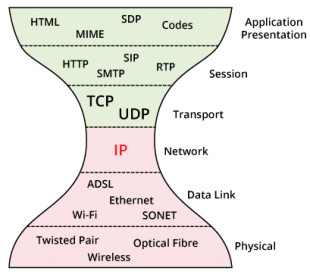 HTML SDP Codes
MIME
Application
Presentation
HTTP SIP RTP
SMTP
Session
TCP
UDP
Transport
IP
Network
ADSL
Ethernet
Wi-Fi SONET
Data Link
Twisted Pair Optical Fibre
Wireless
Physical